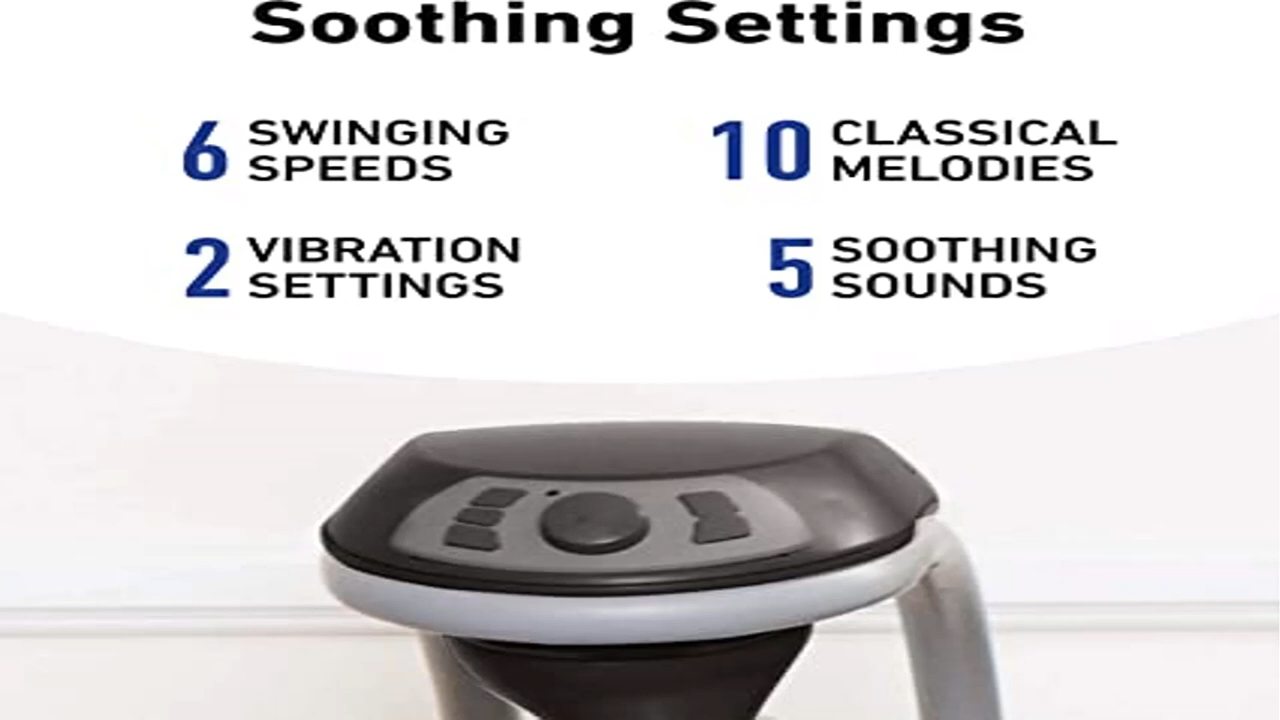 Soothing Settings
6 SWINGING
SPEEDS
10 CLASSICAL
MELODIES
2 VIBRATION
SETTINGS
5 SOOTHING
SOUNDS